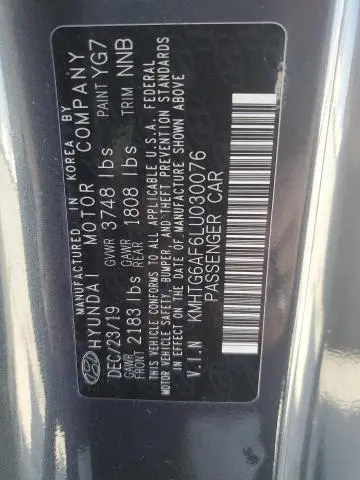 MANUFACTURED IN KOREA BY
HYUNDAI MOTOR COMPANY
DEC/23/19 GVWR 3748 lbs PAINT YG7
GAWR FRONT 2183 lbs GAWR REAR 1808 lbs TRIM NNB
THIS VEHICLE CONFORMS TO ALL APPLICABLE U.S.A. FEDERAL
MOTOR VEHICLE SAFETY, BUMPER, AND THEFT PREVENTION STANDARDS
IN EFFECT ON THE DATE OF MANUFACTURE SHOWN ABOVE
V.I.N KMHTG6AF6LU030076
PASSENGER CAR